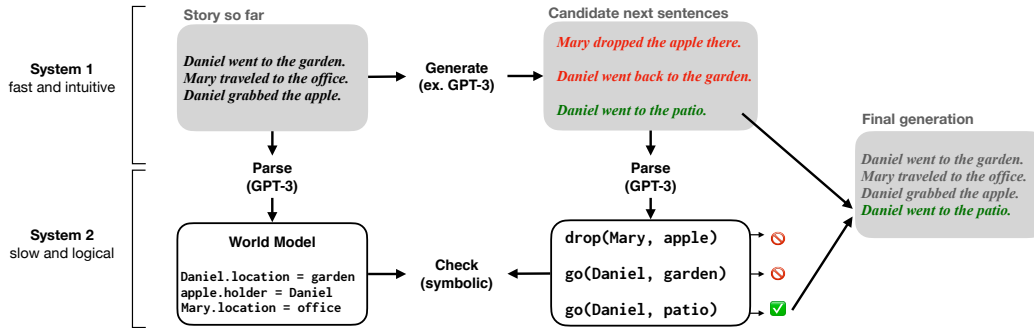 Story so far
Candidate next sentences
System 1
fast and intuitive
Daniel went to the garden.
Mary traveled to the office.
Daniel grabbed the apple.
Generate
(ex. GPT-3)
Mary dropped the apple there.
Daniel went back to the garden.
Daniel went to the patio.
Final generation
Daniel went to the garden.
Mary traveled to the office.
Daniel grabbed the apple.
Daniel went to the patio.
Parse
(GPT-3)
Parse
(GPT-3)
System 2
slow and logical
World Model
Daniel.location = garden
apple.holder = Daniel
Mary.location = office
Check
(symbolic)
drop(Mary, apple)
go(Daniel, garden)
go(Daniel, patio)